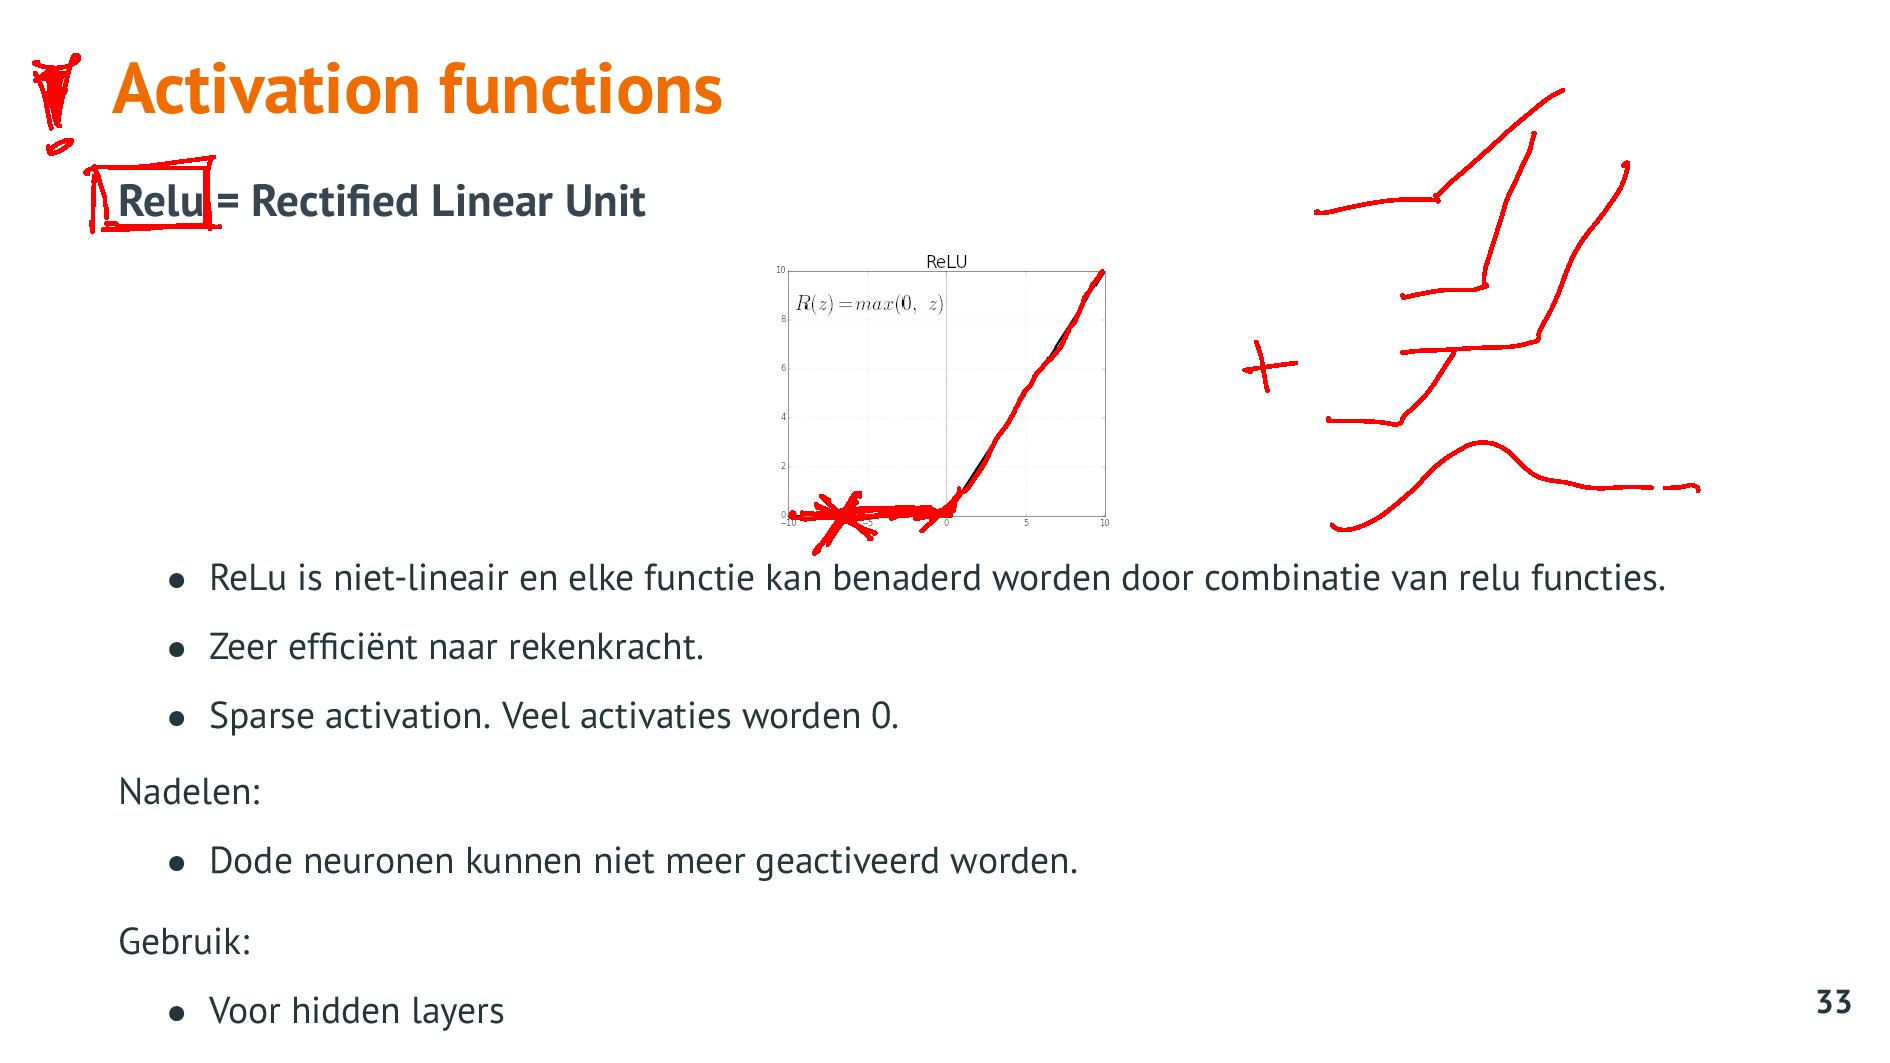 Activation functions
Relu = Rectified Linear Unit
ReLU
R(z)=max(0, z)
10
8
6
4
2
0
−10 −5 0 5 10
+
● ReLu is niet-lineair en elke functie kan benaderd worden door combinatie van relu functies.
● Zeer efficiënt naar rekenkracht.
● Sparse activation. Veel activaties worden 0.
Nadelen:
● Dode neuronen kunnen niet meer geactiveerd worden.
Gebruik:
● Voor hidden layers
33